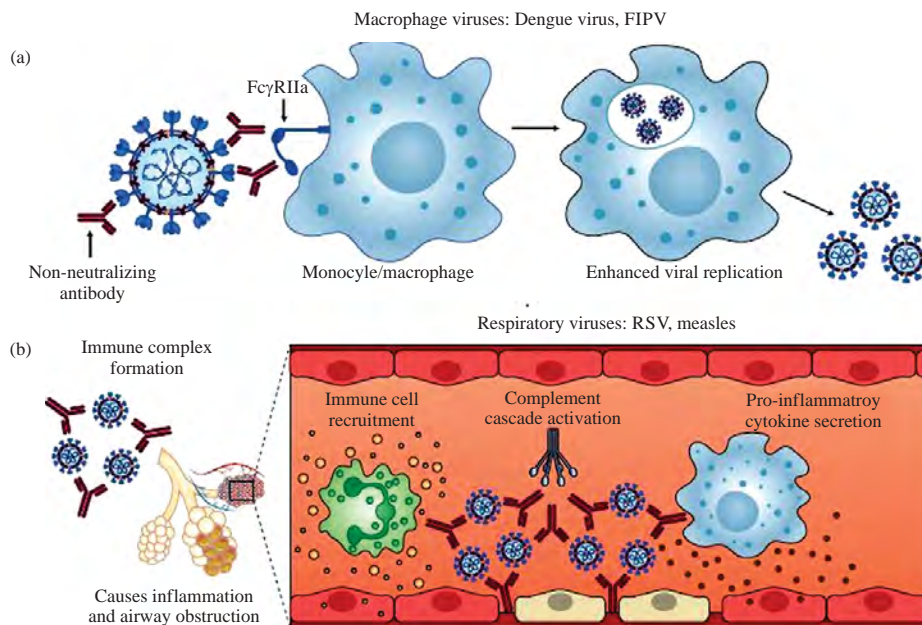 Macrophage viruses: Dengue virus, FIPV
(a)
FcγRIIa
Non-neutralizing
antibody
Monocyle/macrophage
Enhanced viral replication
Respiratory viruses: RSV, measles
(b)
Immune complex
formation
Causes inflammation
and airway obstruction
Immune cell
recruitment
Complement
cascade activation
Pro-inflammatroy
cytokine secretion